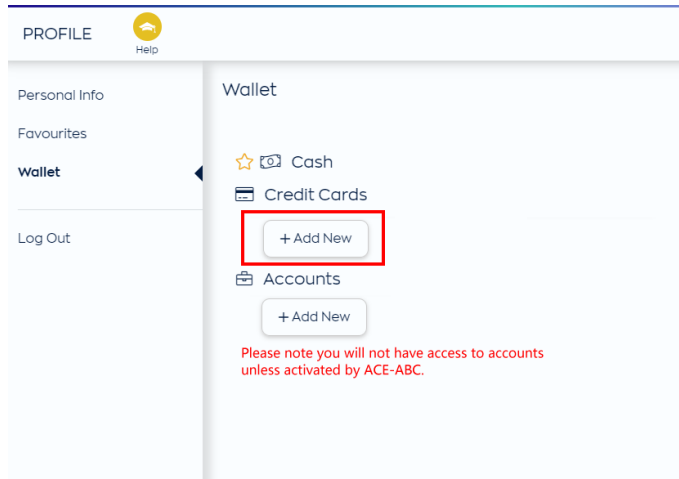 PROFILE
Help
Personal Info
Favourites
Wallet
Log Out
Wallet
Cash
Credit Cards
+ Add New
Accounts
+ Add New
Please note you will not have access to accounts
unless activated by ACE-ABC.